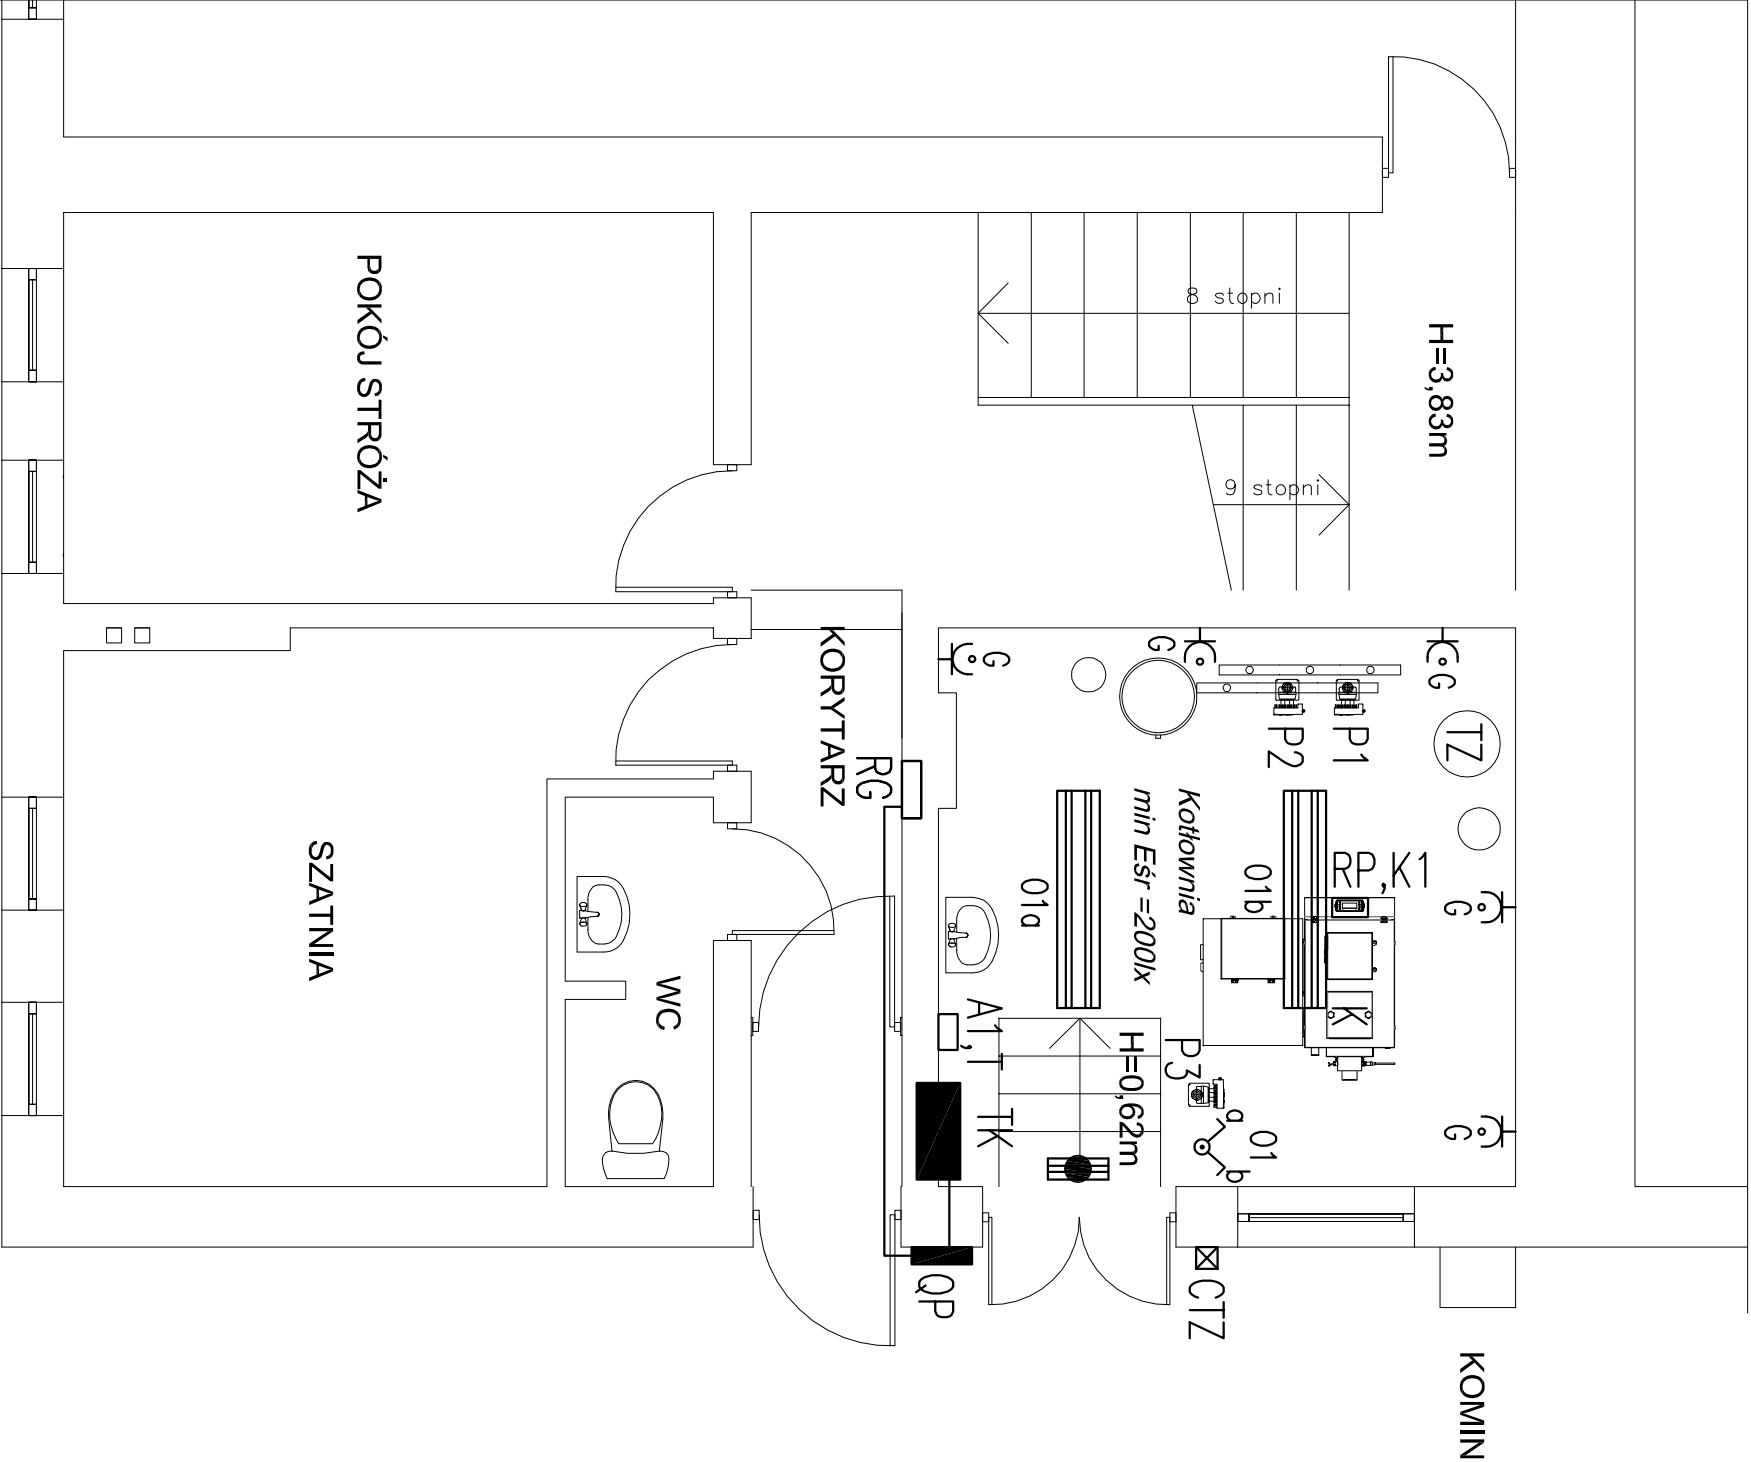 8 stopni
H=3,83m
9 stopni
POKÓJ STRÓŻA
KORYTARZ
RG
G
G
G
P2
P1
TZ
Kotłownia
min Eśr =200lx
01a
01b
RP,K1
G
K
SZATNIA
WC
A1,T
TK
H=0,62m
P3
a
01
b
G
QP
CTZ
KOMIN